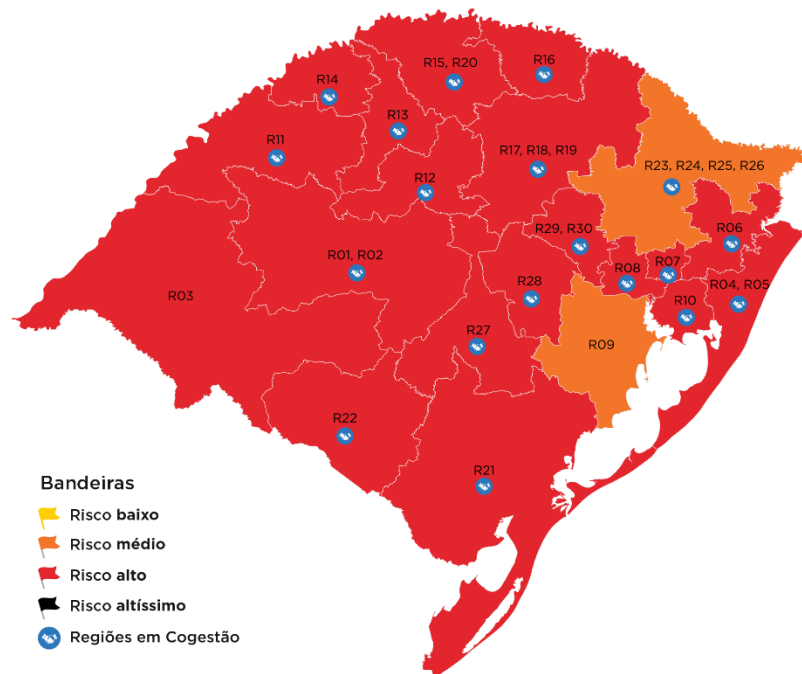 R16
R15, R20
R14
R13
R11
R17, R18, R19
R23, R24, R25, R26
R12
R29, R30
R06
R01, R02
R07
R08
R28
R04, R05
R03
R10
R27
R09
R22
R21
Bandeiras
Risco baixo
Risco médio
Risco alto
Risco altíssimo
Regiões em Cogestão